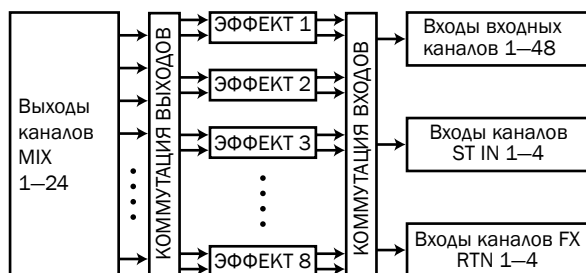 Выходы
каналов
MIX
1—24
КОММУТАЦИЯ ВЫХОДОВ
ЭФФЕКТ 1
ЭФФЕКТ 2
ЭФФЕКТ 3
ЭФФЕКТ 8
КОММУТАЦИЯ ВХОДОВ
Входы входных
каналов 1—48
Входы каналов
ST IN 1—4
Входы каналов FX
RTN 1—4